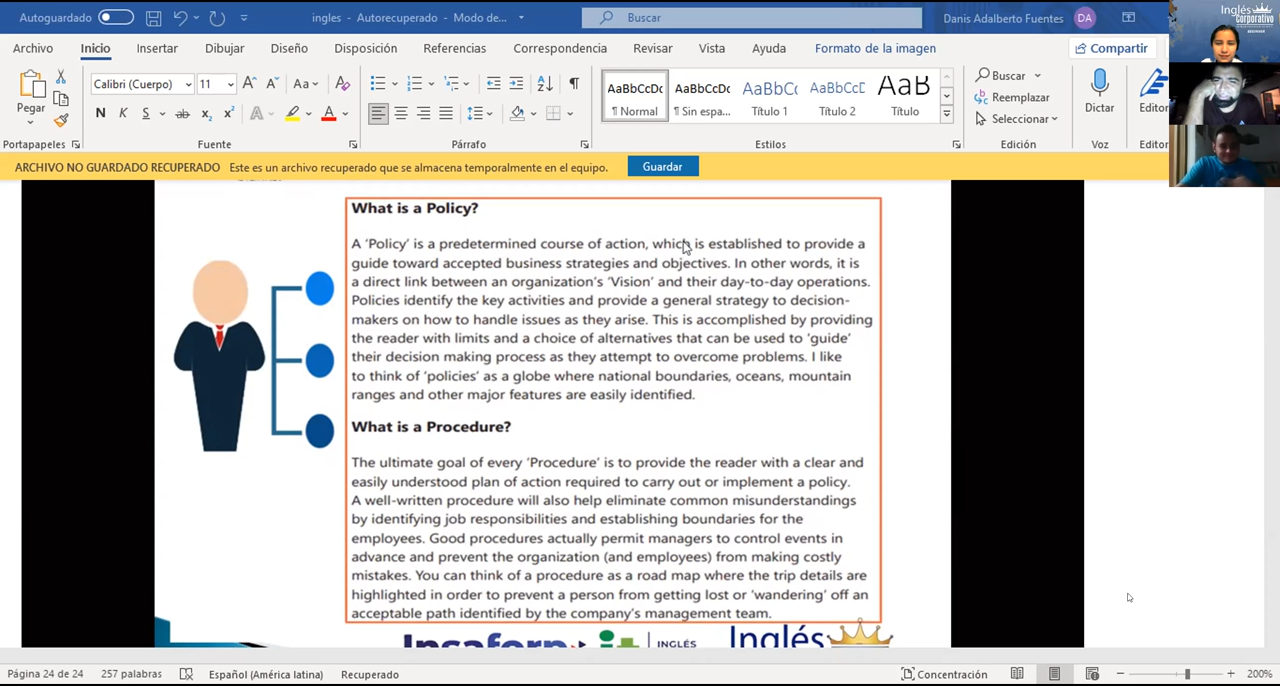 Autoguardado
ingles - Autorecuperado - Modo de...
Buscar
Danis Adalberto Fuentes
DA
Inglés
Corporativo
Archivo Inicio Insertar Dibujar Diseño Disposición Referencias Correspondencia Revisar Vista Ayuda Formato de la imagen
Compartir
Pegar
Calibri (Cuerpo) 11
N K S ab x₂ x²
AaBbCcDc AaBbCcDc AaBbCc AaBbCcD AaB
¶ Normal ¶ Sin espa... Título 1 Título 2 Título
Buscar
Reemplazar
Seleccionar
Dictar
Editor
Portapapeles Fuente Párrafo Estilos Edición Voz Editor
ARCHIVO NO GUARDADO RECUPERADO Este es un archivo recuperado que se almacena temporalmente en el equipo. Guardar
What is a Policy?
A ‘Policy’ is a predetermined course of action, which is established to provide a
guide toward accepted business strategies and objectives. In other words, it is
a direct link between an organization’s ‘Vision’ and their day-to-day operations.
Policies identify the key activities and provide a general strategy to decision-
makers on how to handle issues as they arise. This is accomplished by providing
the reader with limits and a choice of alternatives that can be used to ‘guide’
their decision making process as they attempt to overcome problems. I like
to think of ‘policies’ as a globe where national boundaries, oceans, mountain
ranges and other major features are easily identified.
What is a Procedure?
The ultimate goal of every ‘Procedure’ is to provide the reader with a clear and
easily understood plan of action required to carry out or implement a policy.
A well-written procedure will also help eliminate common misunderstandings
by identifying job responsibilities and establishing boundaries for the
employees. Good procedures actually permit managers to control events in
advance and prevent the organization (and employees) from making costly
mistakes. You can think of a procedure as a road map where the trip details are
highlighted in order to prevent a person from getting lost or ‘wandering’ off an
acceptable path identified by the company’s management team.
Insaforp INGLÉS Inglés
Página 24 de 24 257 palabras Español (América latina) Recuperado Concentración 200%